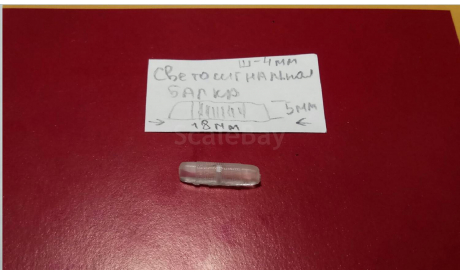 Ш-4мм
Светосигнальная
балка
5мм
18мм
ScaleBay